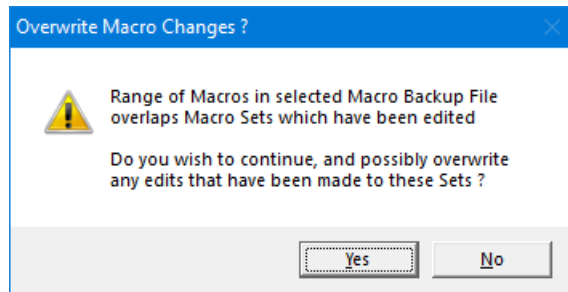 Overwrite Macro Changes ?
Range of Macros in selected Macro Backup File
overlaps Macro Sets which have been edited
Do you wish to continue, and possibly overwrite
any edits that have been made to these Sets ?
Yes
No